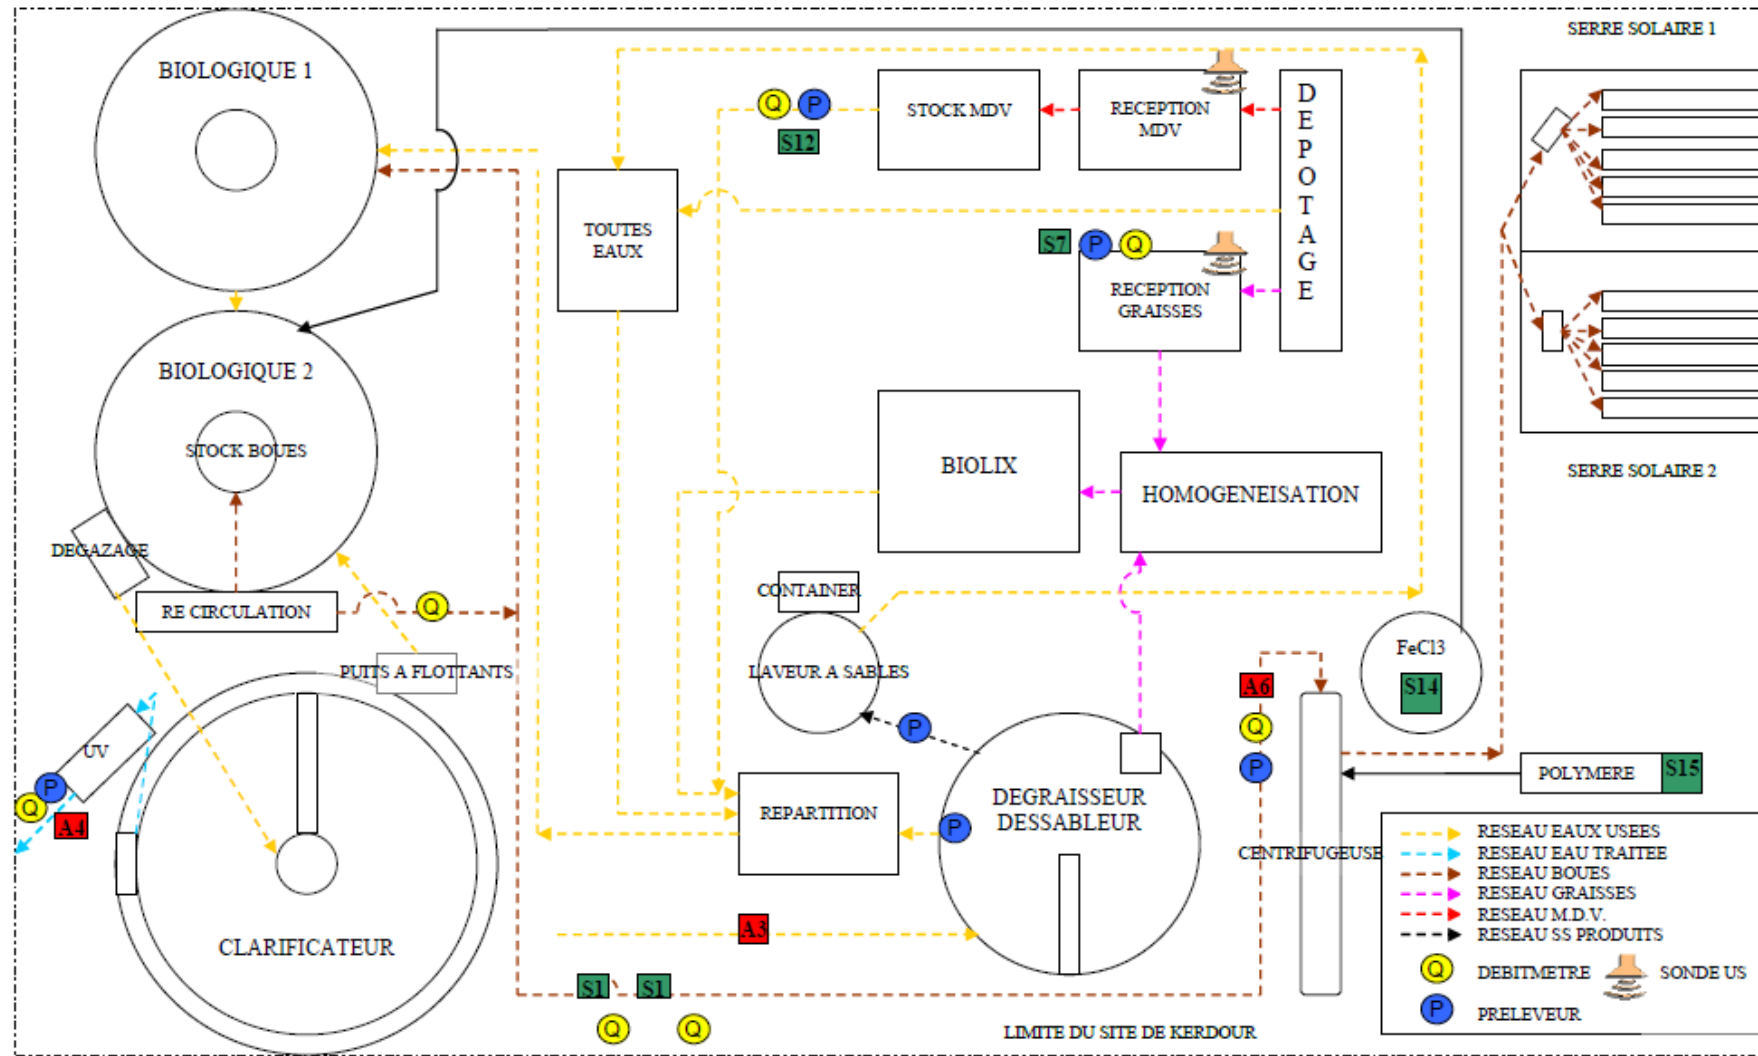 SERRE SOLAIRE 1
BIOLOGIQUE 1
Q
P
S12
STOCK MDV
RECEPTION
MDV
D
E
P
O
T
A
G
E
TOUTES
EAUX
S7
P
Q
RECEPTION
GRAISSES
BIOLOGIQUE 2
STOCK BOUES
BIOLIX
HOMOGENEISATION
SERRE SOLAIRE 2
DEGAZAGE
RE CIRCULATION
Q
CONTAINER
LAVEUR A SABLES
PUITS A FLOTTANTS
FeCl3
S14
A6
Q
P
P
UV
P
Q
A4
REPARTITION
P
DEGRAISSEUR
DESSABLEUR
CENTRIFUGEUSE
POLYMERE
S15
CLARIFICATEUR
A3
S1
S1
Q
Q
LIMITE DU SITE DE KERDOUR
RESEAU EAUX USEES
RESEAU EAU TRAITEE
RESEAU BOUES
RESEAU GRAISSES
RESEAU M.D.V.
RESEAU SS PRODUITS
Q DEBITMETRE
SONDE US
P PRELEVEUR